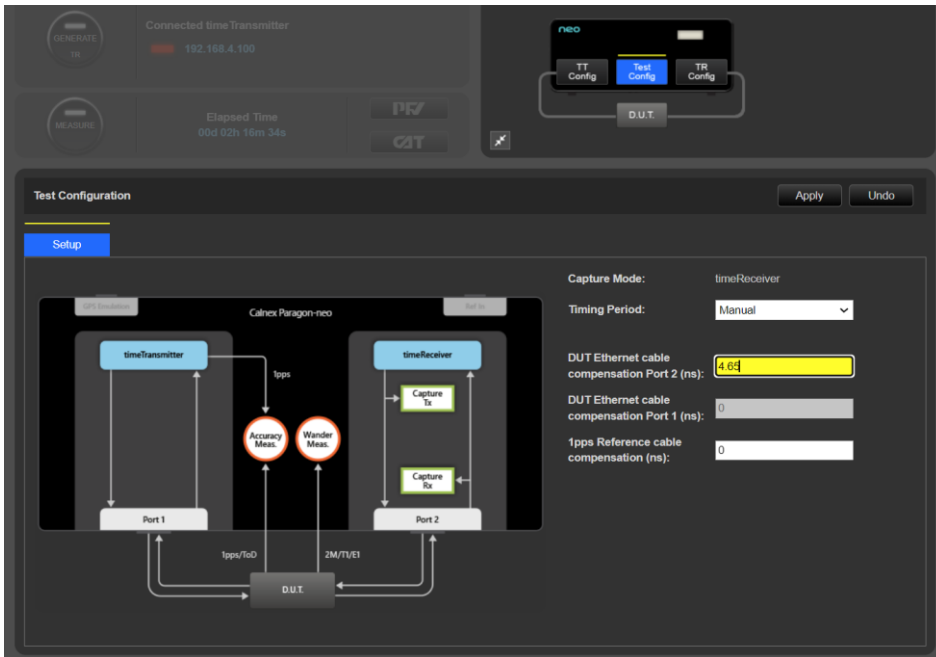 GENERATE
TR
Connected timeTransmitter
192.168.4.100
MEASURE
Elapsed Time
00d 02h 16m 34s
PFV
CAT
neo
TT
Config
Test
Config
TR
Config
D.U.T.
Test Configuration
Apply
Undo
Setup
GPS Emulation
Calnex Paragon-neo
Ref In
timeTransmitter
1pps
timeReceiver
Capture
Tx
Accuracy
Meas.
Wander
Meas.
Capture
Rx
Port 1
Port 2
1pps/ToD
2M/T1/E1
D.U.T.
Capture Mode:
timeReceiver
Timing Period:
Manual
DUT Ethernet cable
compensation Port 2 (ns):
4.65
DUT Ethernet cable
compensation Port 1 (ns):
0
1pps Reference cable
compensation (ns):
0